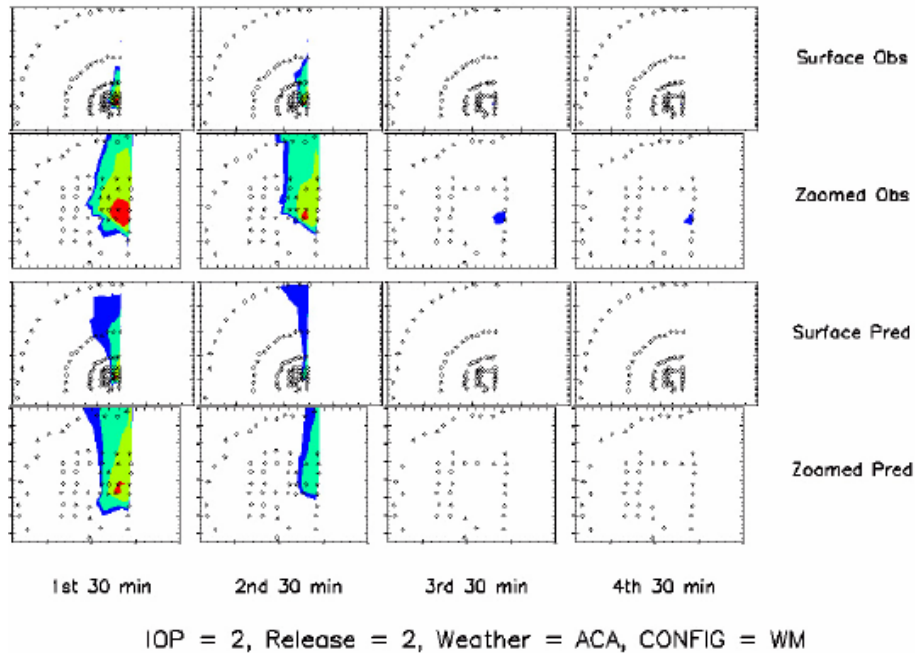 Surface Obs
Zoomed Obs
Surface Pred
Zoomed Pred
1st 30 min
2nd 30 min
3rd 30 min
4th 30 min
IOP = 2, Release = 2, Weather = ACA, CONFIG = WM